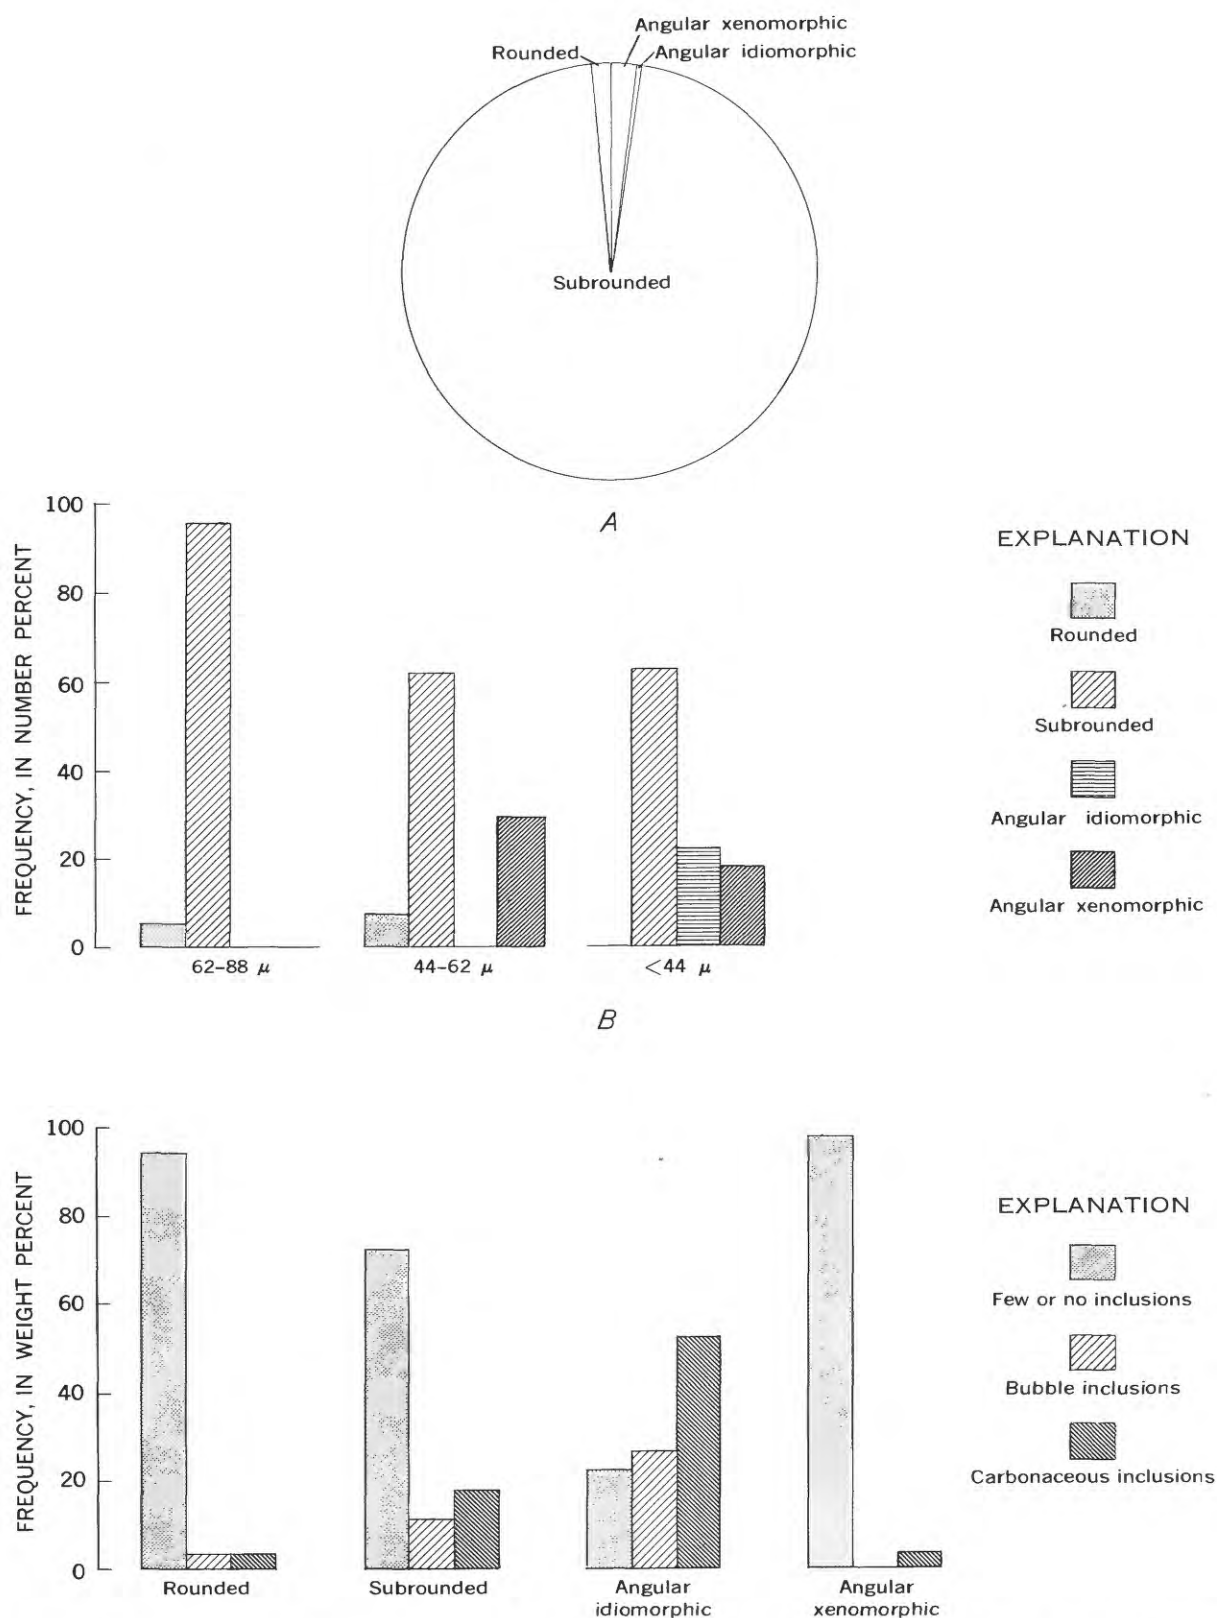 Angular xenomorphic
Rounded
Angular idiomorphic
Subrounded
A
FREQUENCY, IN NUMBER PERCENT
100
80
60
40
20
0
62-88 μ
44-62 μ
<44 μ
EXPLANATION
Rounded
Subrounded
Angular idiomorphic
Angular xenomorphic
B
FREQUENCY, IN WEIGHT PERCENT
100
80
60
40
20
0
Rounded
Subrounded
Angular
idiomorphic
Angular
xenomorphic
EXPLANATION
Few or no inclusions
Bubble inclusions
Carbonaceous inclusions